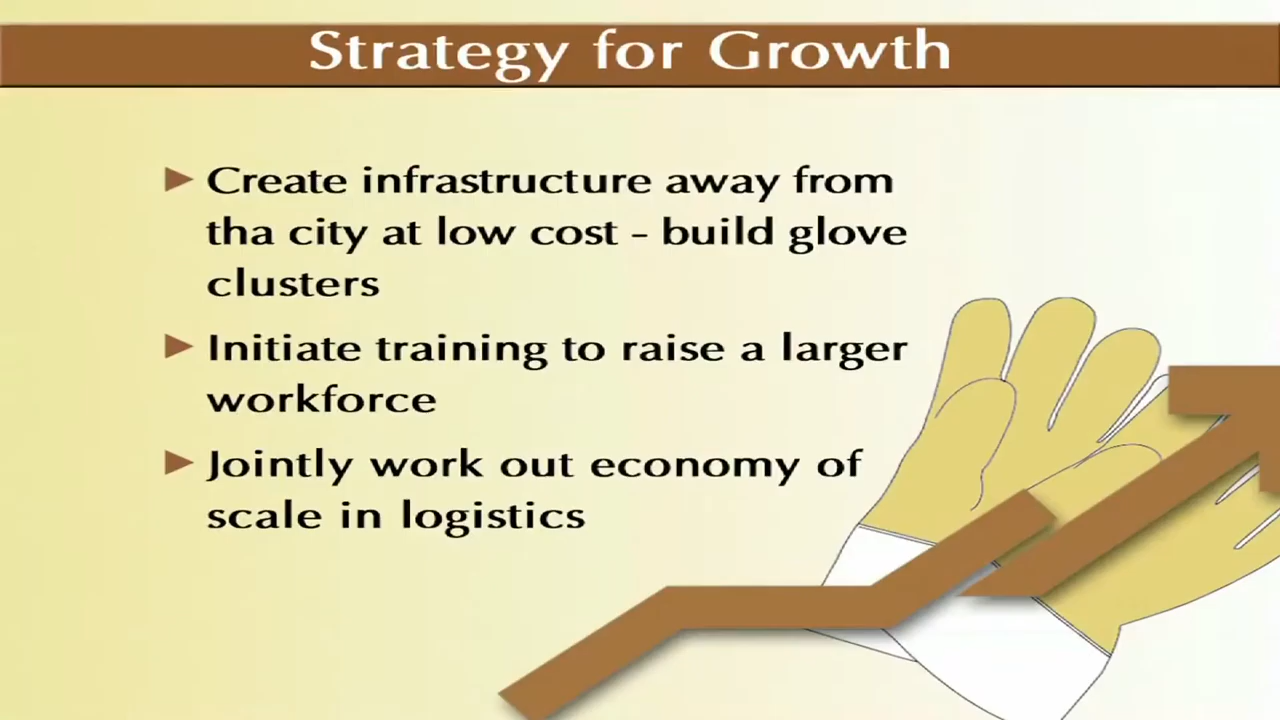 Strategy for Growth
Create infrastructure away from
tha city at low cost - build glove
clusters
Initiate training to raise a larger
workforce
Jointly work out economy of
scale in logistics